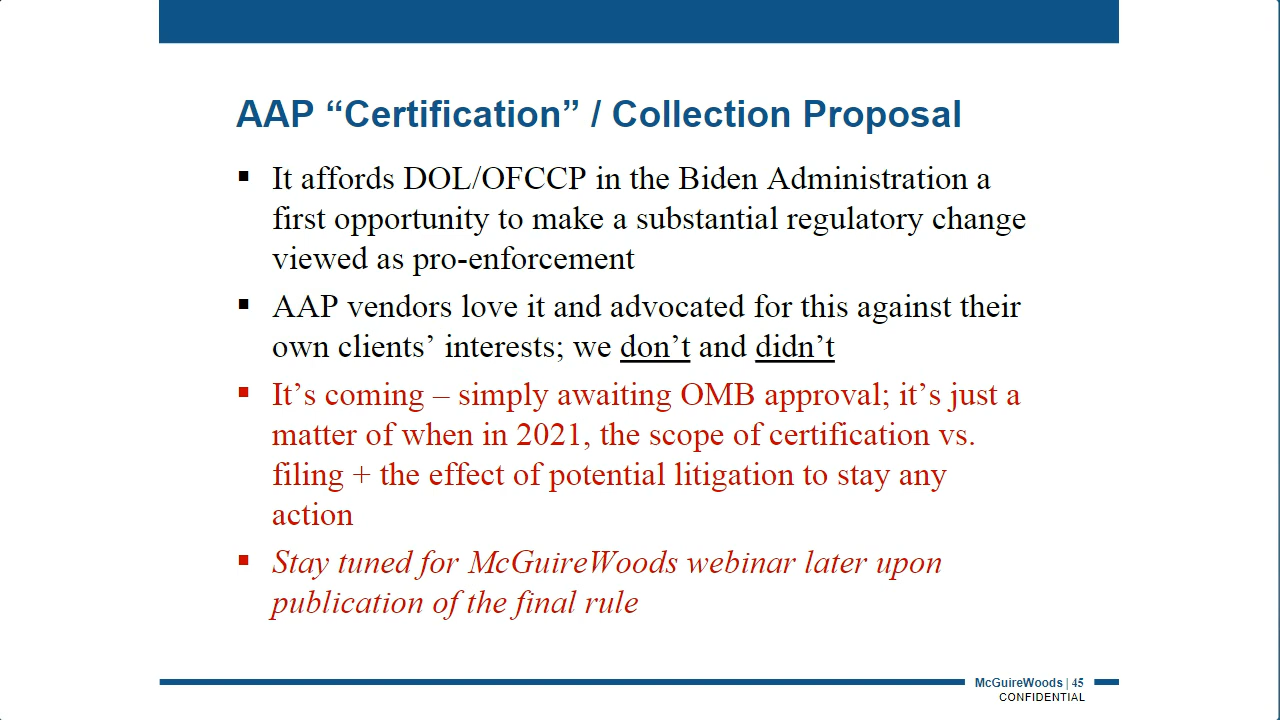 AAP “Certification” / Collection Proposal
▪ It affords DOL/OFCCP in the Biden Administration a
first opportunity to make a substantial regulatory change
viewed as pro-enforcement
▪ AAP vendors love it and advocated for this against their
own clients’ interests; we don’t and didn’t
▪ It’s coming – simply awaiting OMB approval; it’s just a
matter of when in 2021, the scope of certification vs.
filing + the effect of potential litigation to stay any
action
▪ Stay tuned for McGuireWoods webinar later upon
publication of the final rule
McGuireWoods | 45
CONFIDENTIAL